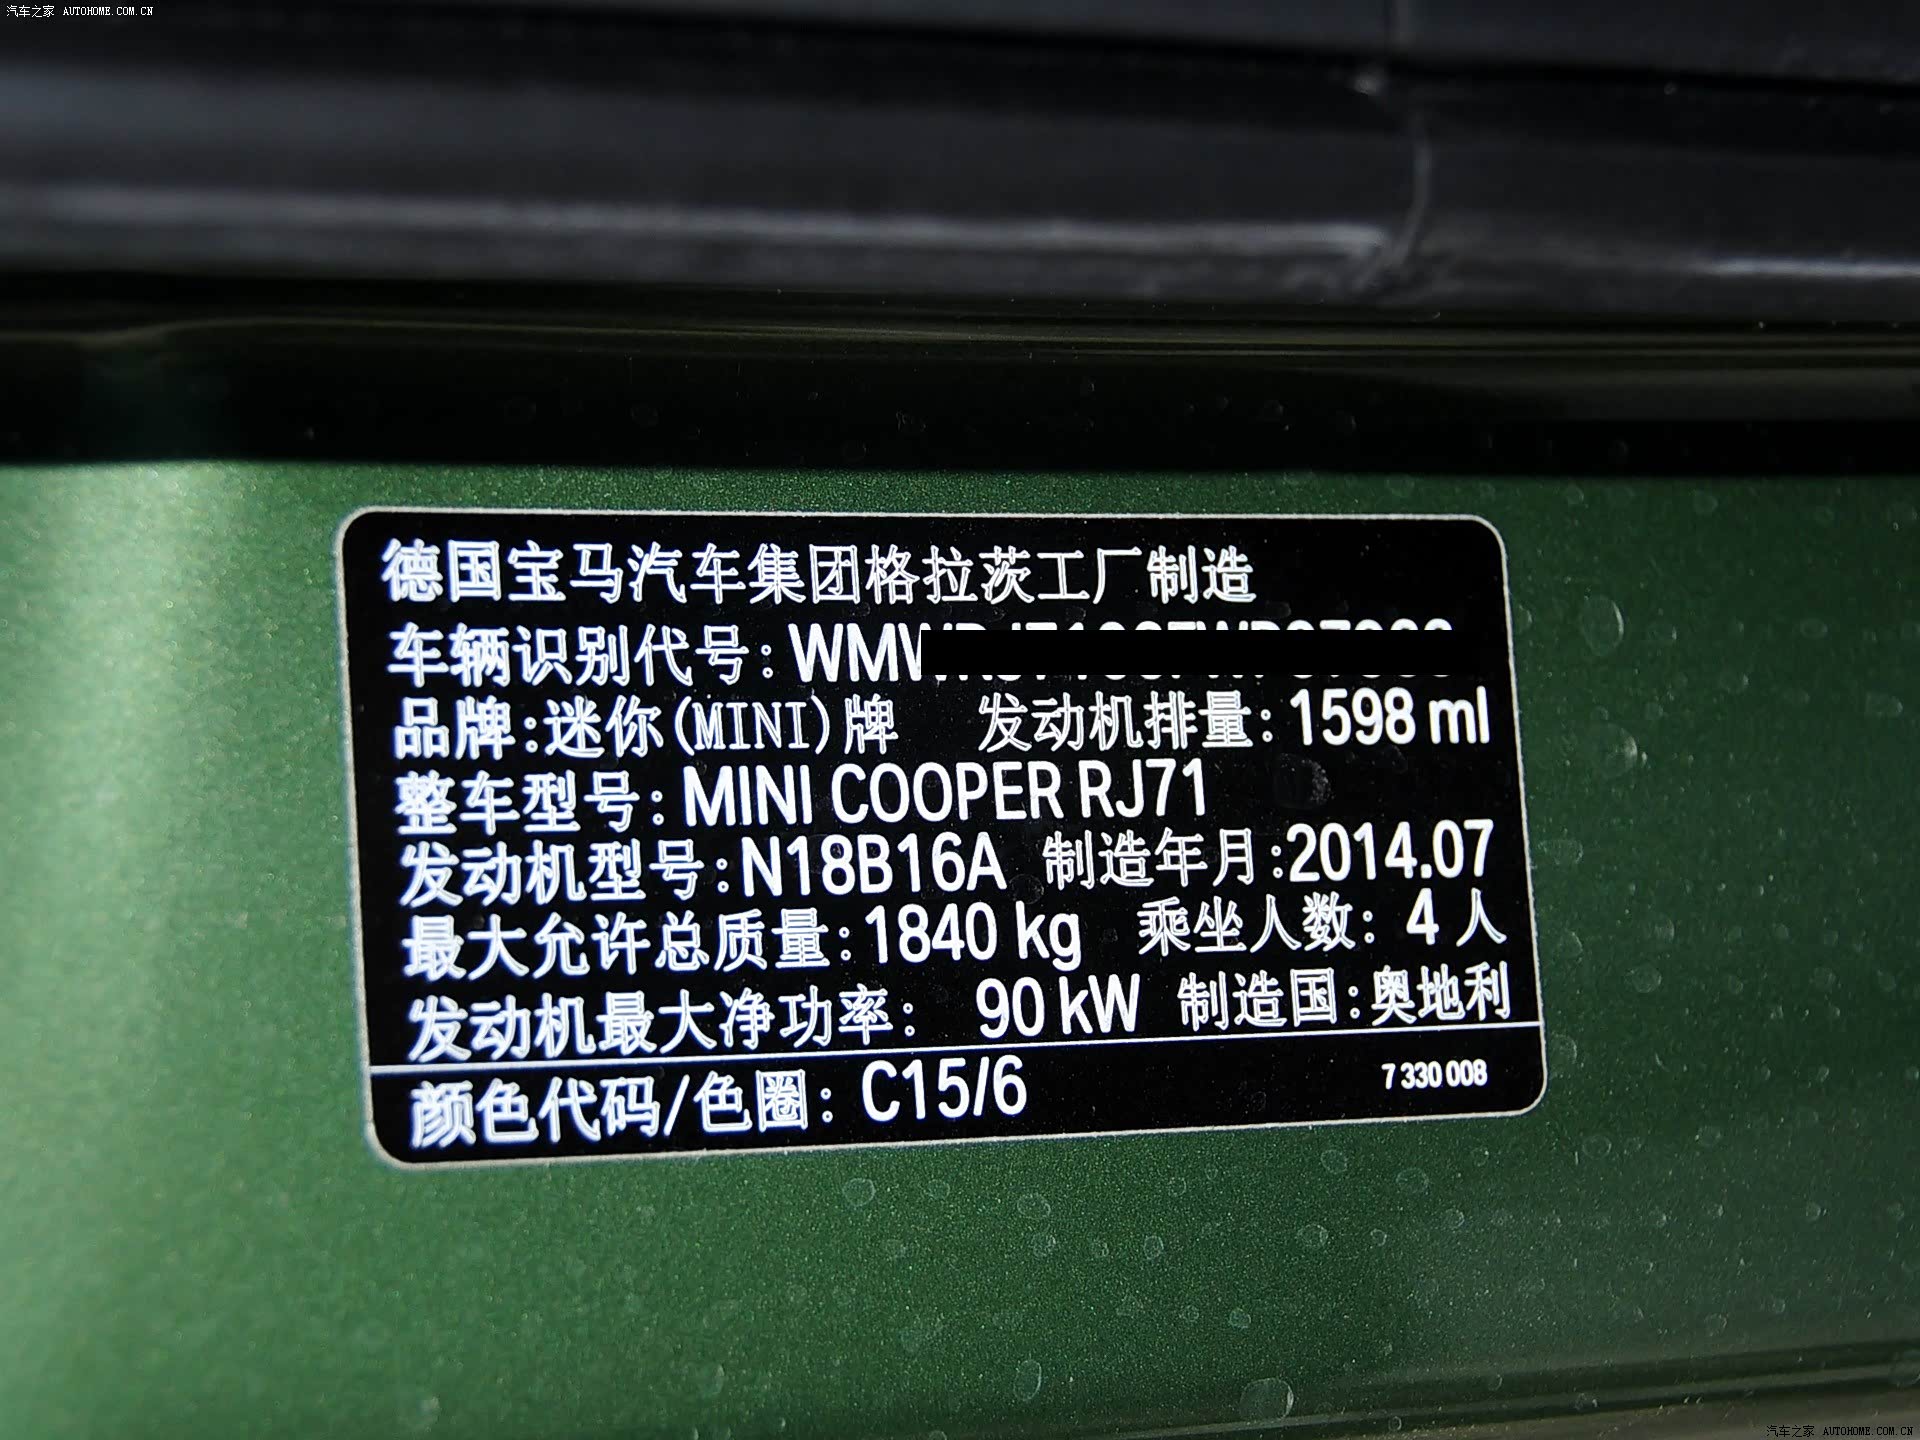 汽车之家 AUTOHOME.COM.CN
德国宝马汽车集团格拉茨工厂制造
车辆识别代号: WMW
品牌:迷你(MINI)牌 发动机排量: 1598 ml
整车型号: MINI COOPER RJ71
发动机型号:N18B16A 制造年月:2014.07
最大允许总质量:1840 kg 乘坐人数: 4 人
发动机最大净功率: 90 kW 制造国:奥地利
颜色代码/色圈: C15/6 7 330 008
汽车之家 AUTOHOME.COM.CN